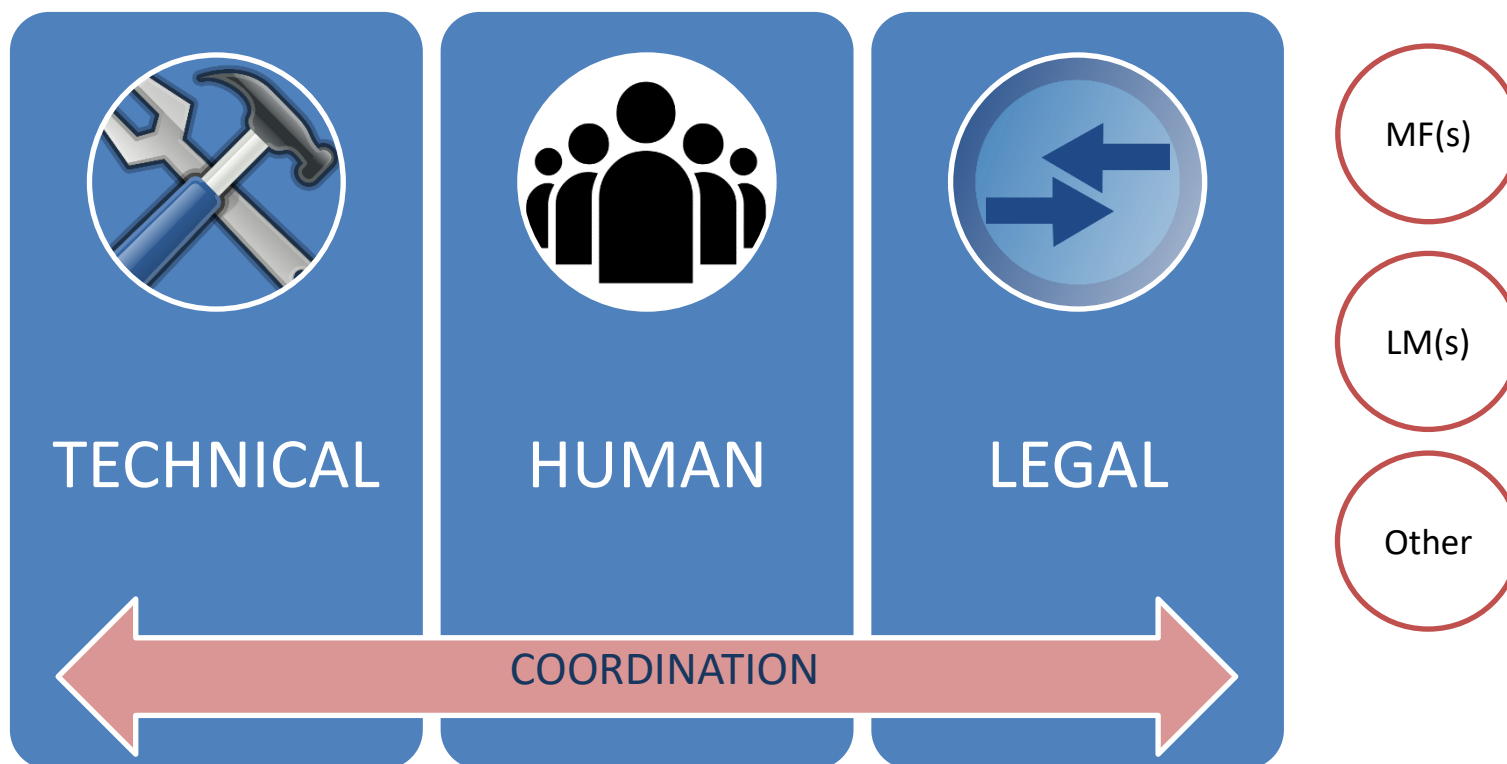 TECHNICAL
HUMAN
LEGAL
COORDINATION
MF(s)
LM(s)
Other